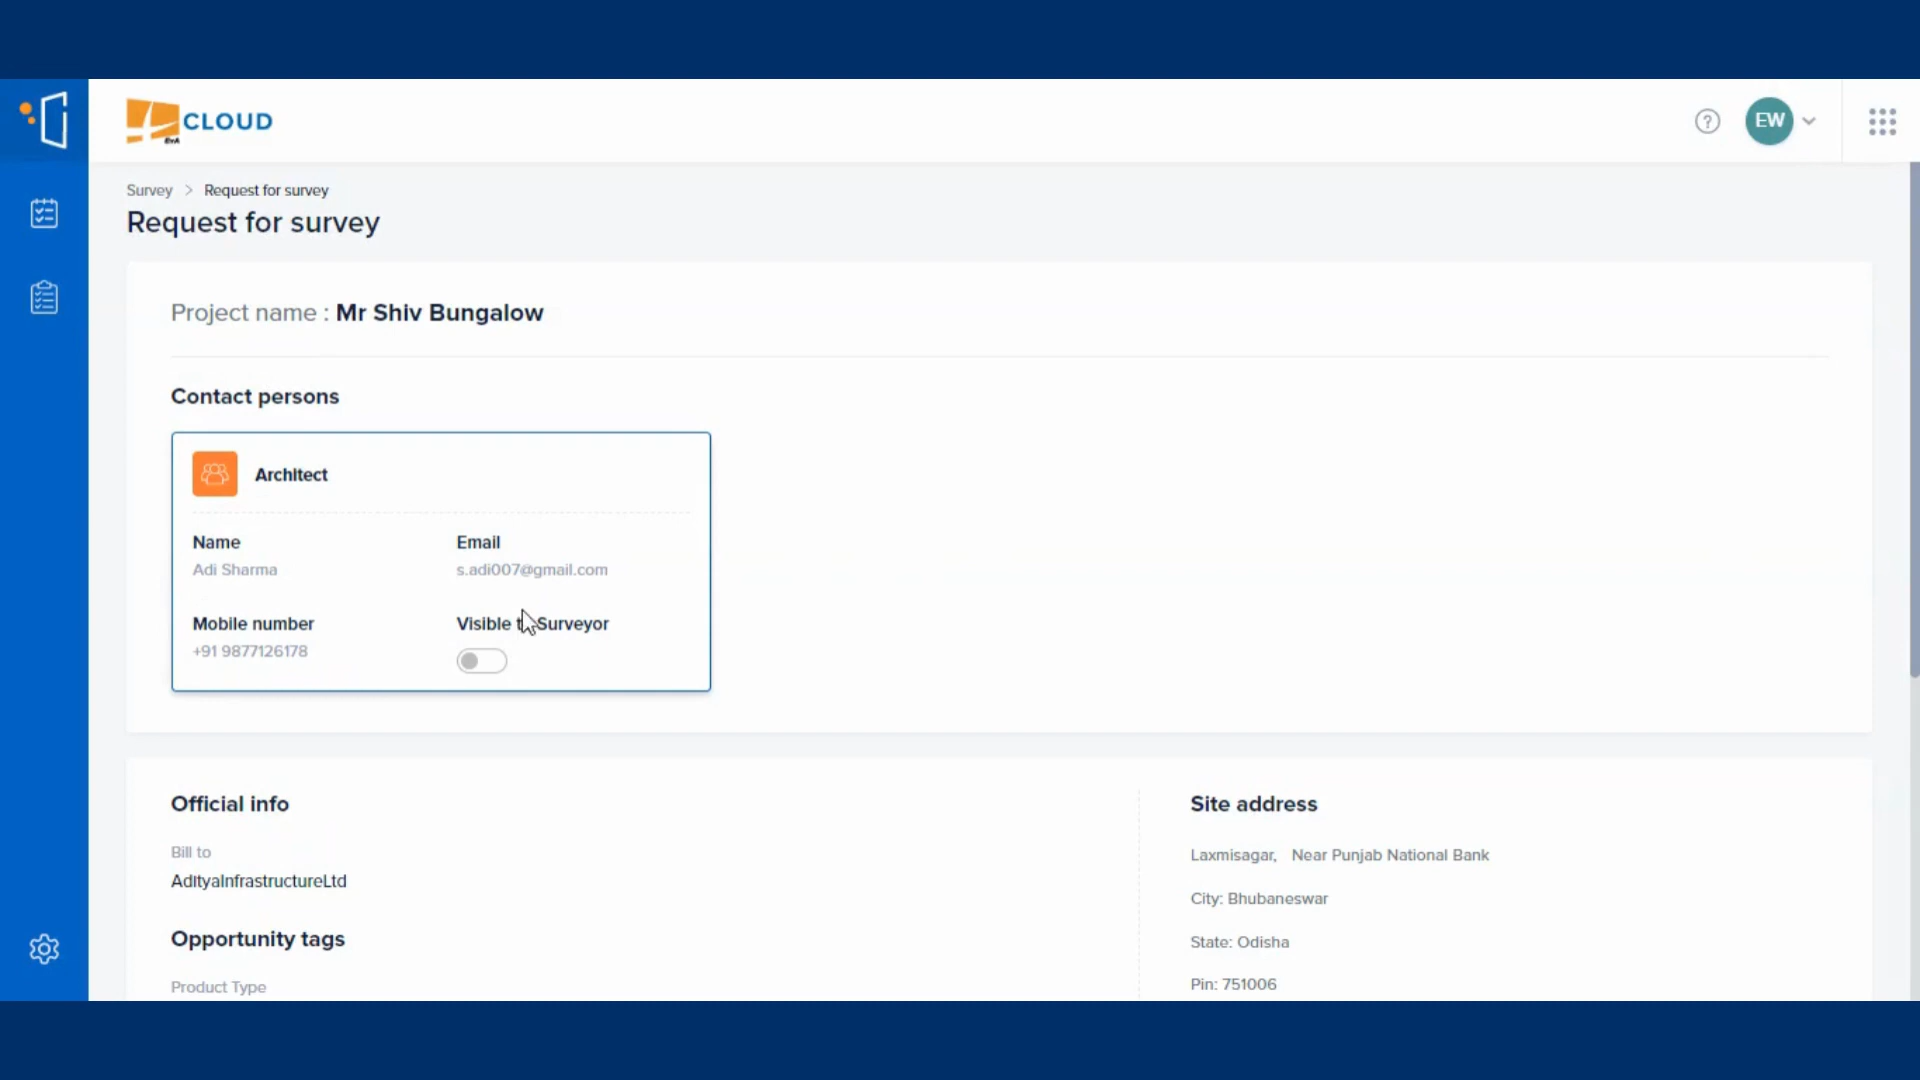 CLOUD
EvA
EW
Survey > Request for survey
Request for survey
Project name : Mr Shiv Bungalow
Contact persons
Architect
Name
Email
Adi Sharma
s.adi007@gmail.com
Mobile number
Visible t Surveyor
+91 9877126178
Official info
Site address
Bill to
Laxmisagar, Near Punjab National Bank
AdityaInfrastructureLtd
City: Bhubaneswar
Opportunity tags
State: Odisha
Product Type
Pin: 751006